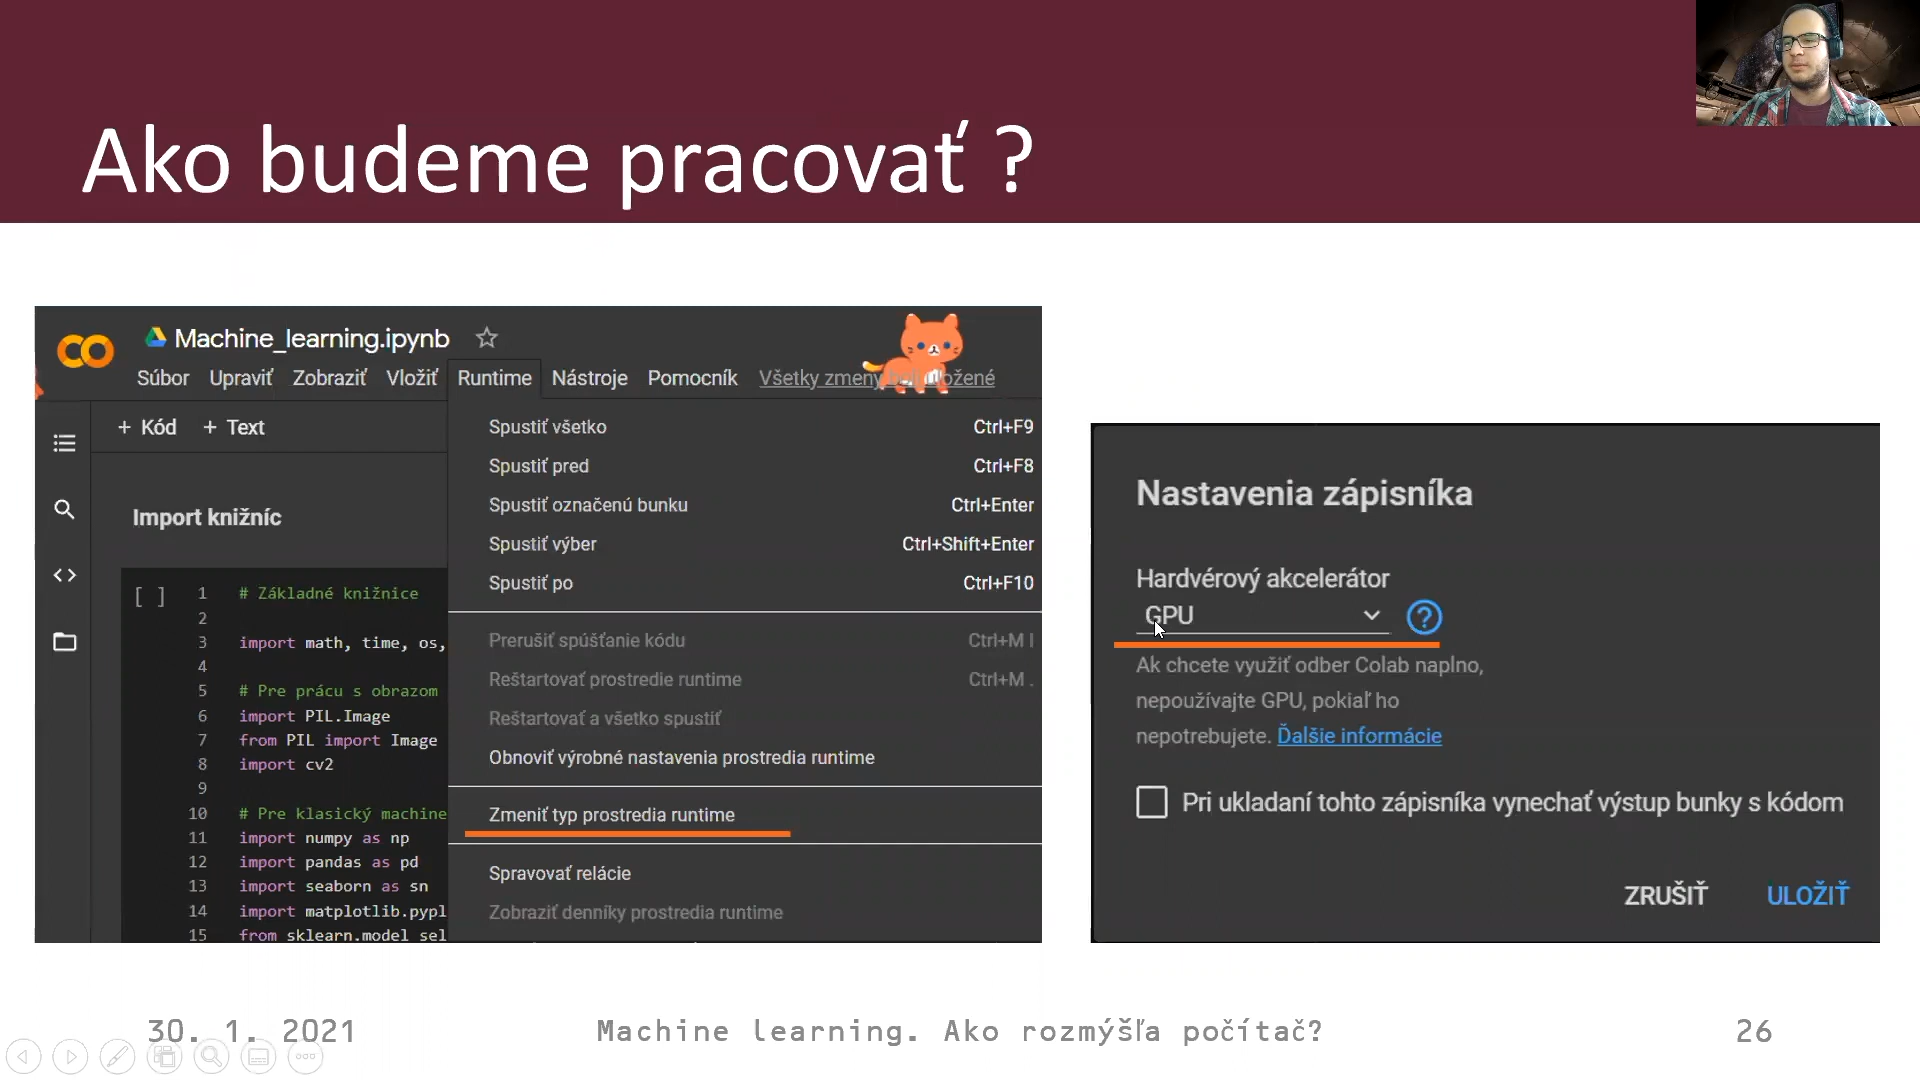 Ako budeme pracovať ?
Machine_learning.ipynb
Súbor Upraviť Zobraziť Vložiť Runtime Nástroje Pomocník Všetky zmeny uložené
+ Kód + Text
Import knižníc
[ ] 1 # Základné knižnice
2
3 import math, time, os,
4
5 # Pre prácu s obrazom
6 import PIL.Image
7 from PIL import Image
8 import cv2
9
10 # Pre klasický machine
11 import numpy as np
12 import pandas as pd
13 import seaborn as sn
14 import matplotlib.pypl
15 from sklearn.model_sel
Spustiť všetko Ctrl+F9
Spustiť pred Ctrl+F8
Spustiť označenú bunku Ctrl+Enter
Spustiť výber Ctrl+Shift+Enter
Spustiť po Ctrl+F10
Prerušiť spúšťanie kódu Ctrl+M I
Reštartovať prostredie runtime Ctrl+M .
Reštartovať a všetko spustiť
Obnoviť výrobné nastavenia prostredia runtime
Zmeniť typ prostredia runtime
Spravovať relácie
Zobraziť denníky prostredia runtime
Nastavenia zápisníka
Hardvérový akcelerátor
GPU
Ak chcete využiť odber Colab naplno,
nepoužívajte GPU, pokiaľ ho
nepotrebujete. Ďalšie informácie
Pri ukladaní tohto zápisníka vynechať výstup bunky s kódom
ZRUŠIŤ ULOŽIŤ
30. 1. 2021
Machine learning. Ako rozmýšľa počítač?
26